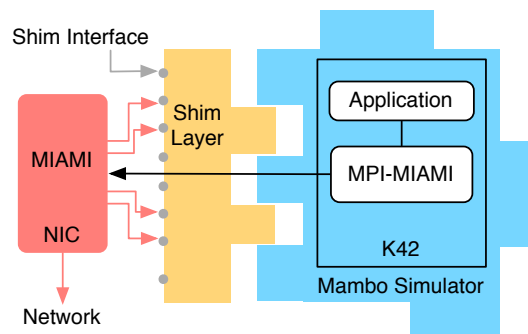 Shim Interface
Shim
Layer
Application
MIAMI
MPI-MIAMI
NIC
K42
Mambo Simulator
Network